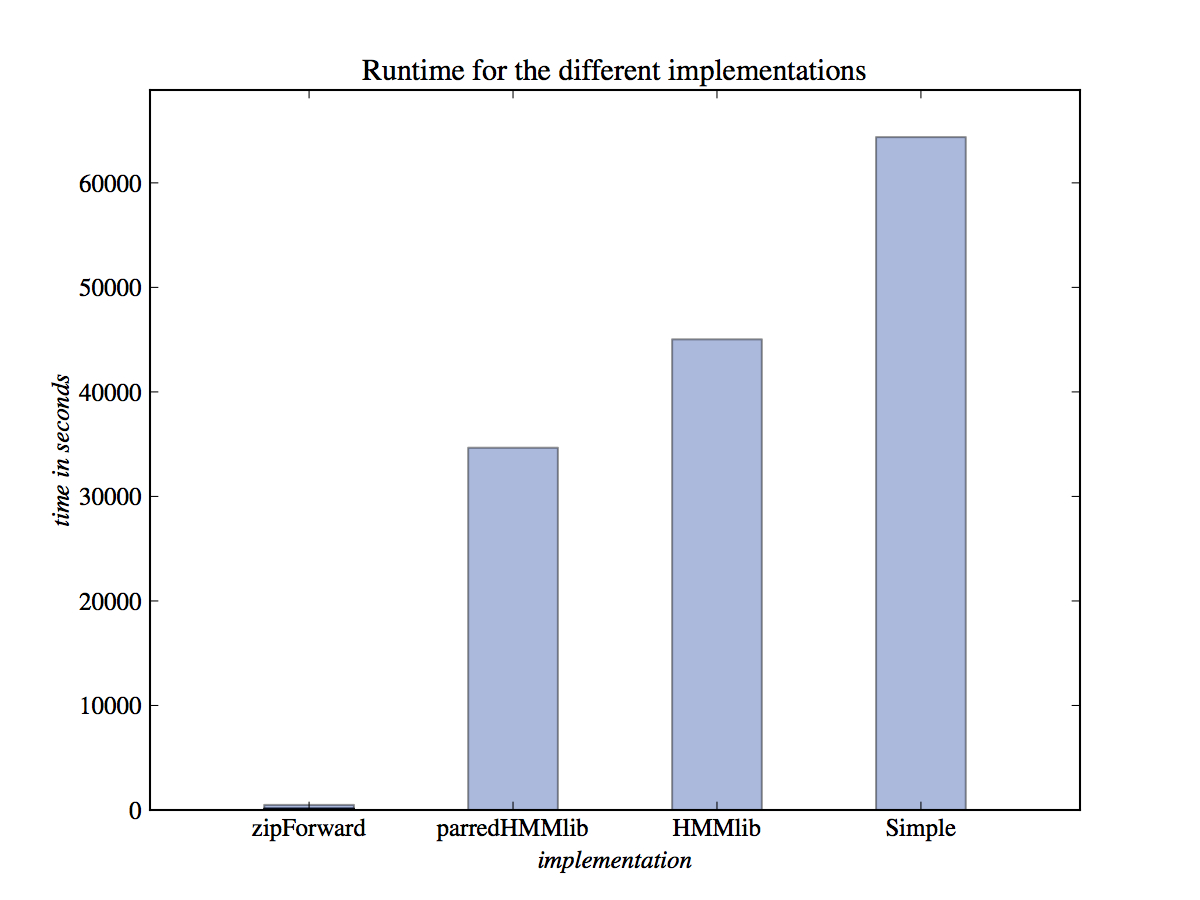 Runtime for the different implementations
60000
50000
40000
30000
20000
10000
0
time in seconds
zipForward parredHMMlib HMMlib Simple
implementation